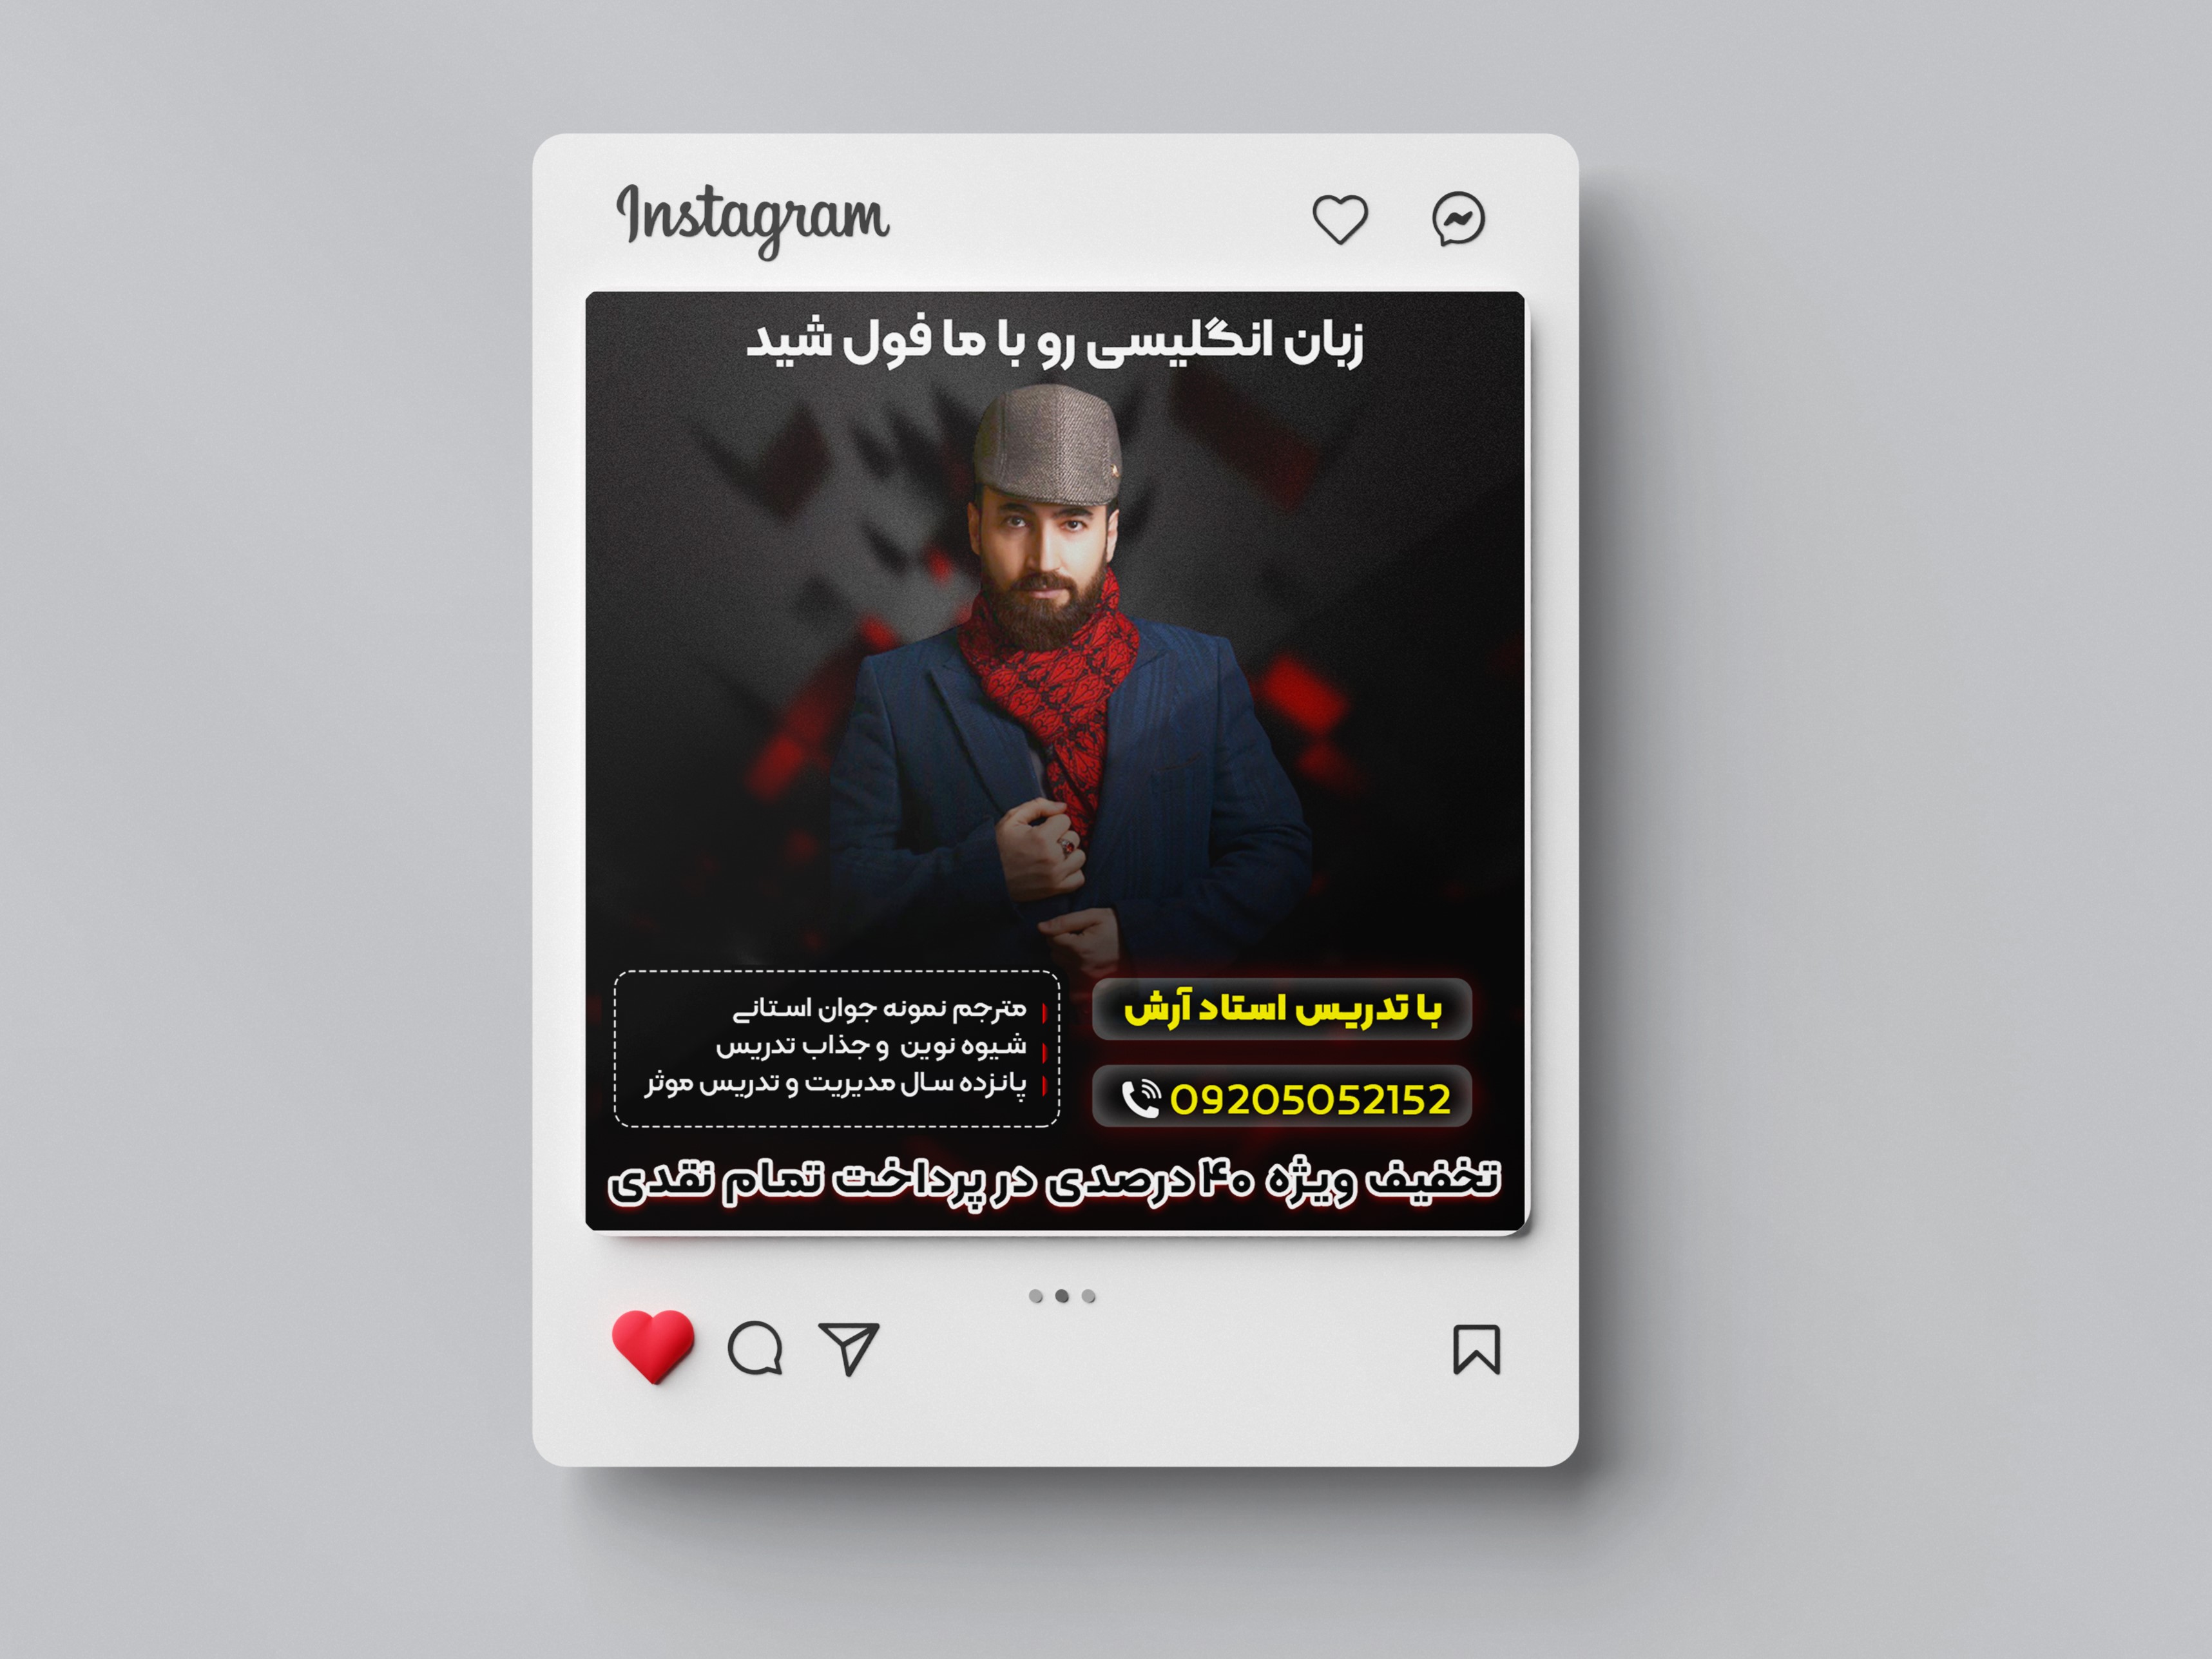 Instagram
زبان انگلیسی رو با ما فول شید
با تدریس استاد آرش
09205052152
مترجم نمونه جوان استانی
شیوه نوین و جذاب تدریس
پانزده سال مدیریت و تدریس موثر
تخفیف ویژه ۴۰ درصدی در پرداخت تمام نقدی